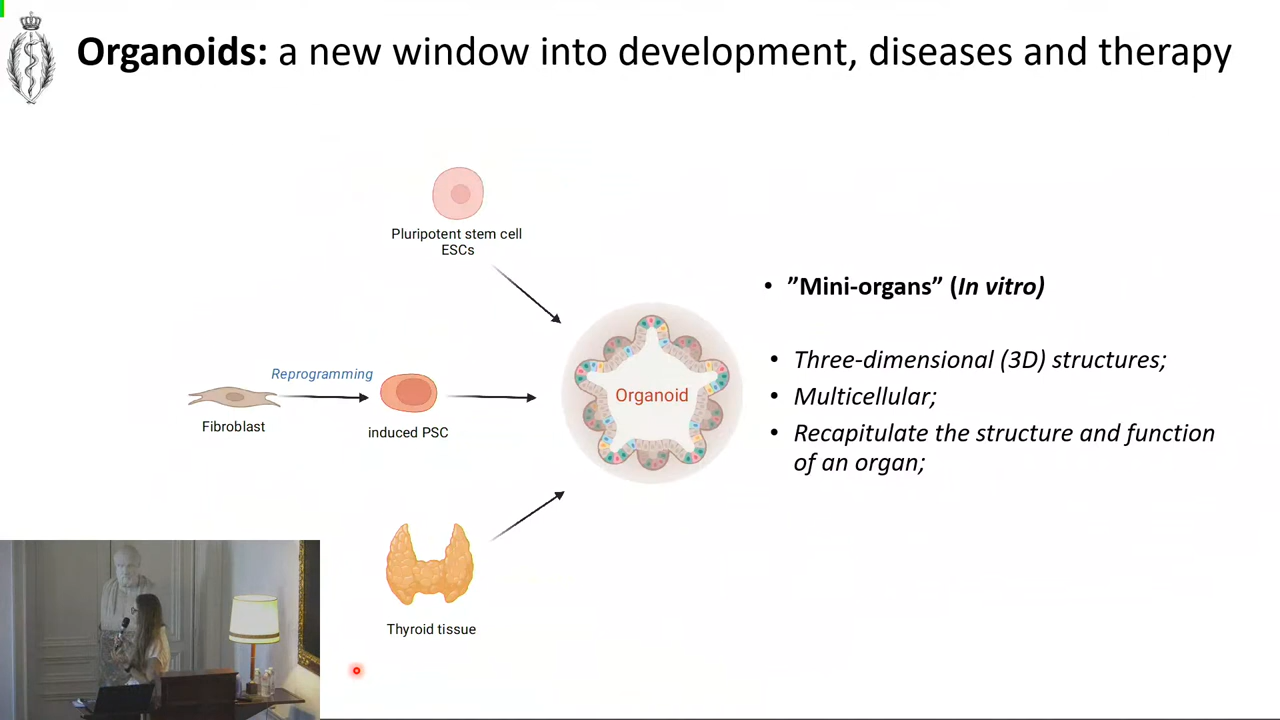 Organoids: a new window into development, diseases and therapy
Pluripotent stem cell
ESCs
Reprogramming
Fibroblast
induced PSC
Organoid
Thyroid tissue
• ”Mini-organs” (In vitro)
• Three-dimensional (3D) structures;
• Multicellular;
• Recapitulate the structure and function
of an organ;